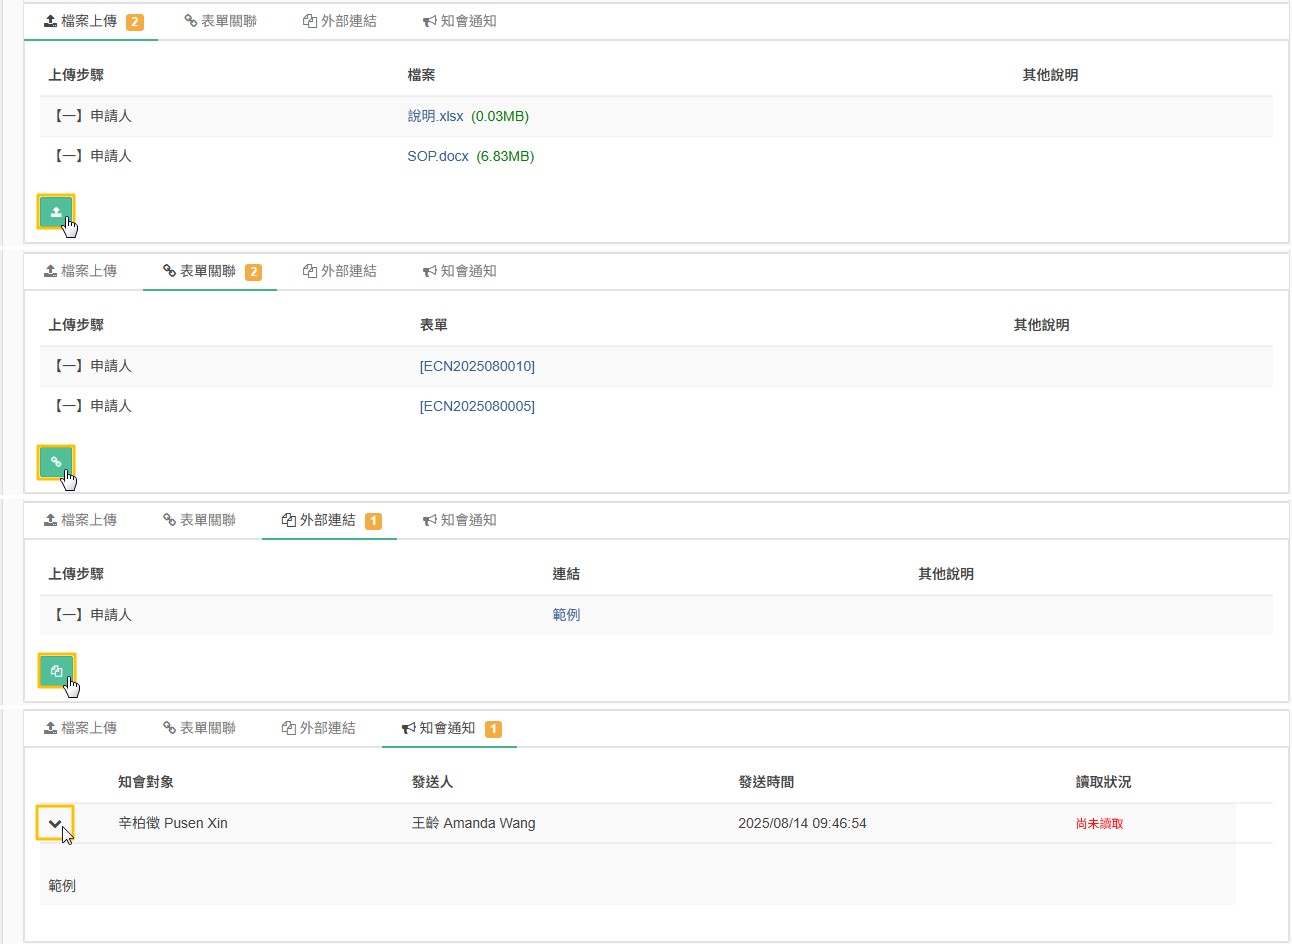 檔案上傳 2 表單關聯 外部連結 知會通知
上傳步驟 檔案 其他說明
【一】申請人 說明.xlsx (0.03MB)
【一】申請人 SOP.docx (6.83MB)
檔案上傳 表單關聯 2 外部連結 知會通知
上傳步驟 表單 其他說明
【一】申請人 [ECN2025080010]
【一】申請人 [ECN2025080005]
檔案上傳 表單關聯 外部連結 1 知會通知
上傳步驟 連結 其他說明
【一】申請人 範例
檔案上傳 表單關聯 外部連結 知會通知 1
知會對象 發送人 發送時間 讀取狀況
辛柏徵 Pusen Xin 王齡 Amanda Wang 2025/08/14 09:46:54 尚未讀取
範例